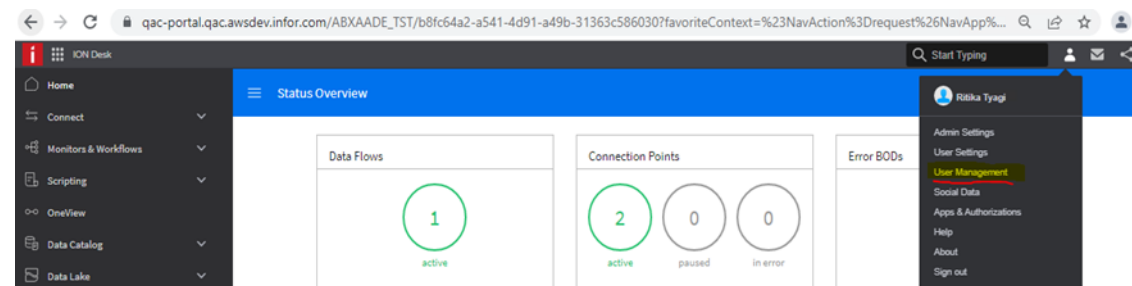 qac-portal.qac.awsdev.infor.com/ABXAADE_TST/b8fc64a2-a541-4d91-a49b-31363c586030?favoriteContext=%23NavAction%3Drequest%26NavApp%...
i ION Desk Start Typing
Home
Connect
Monitors & Workflows
Scripting
OneView
Data Catalog
Data Lake
Status Overview
Data Flows
1
active
Connection Points
2 0 0
active paused in error
Error BODs
Ritika Tyagi
Admin Settings
User Settings
User Management
Social Data
Apps & Authorizations
Help
About
Sign out